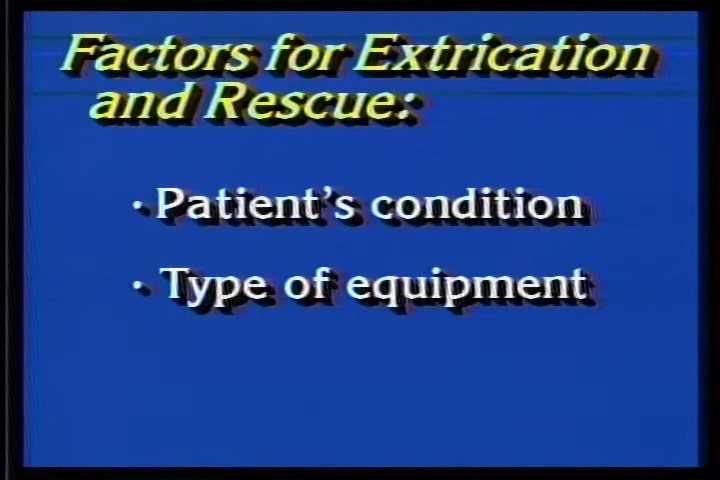 Factors for Extrication
and Rescue:
· Patient's condition
· Type of equipment